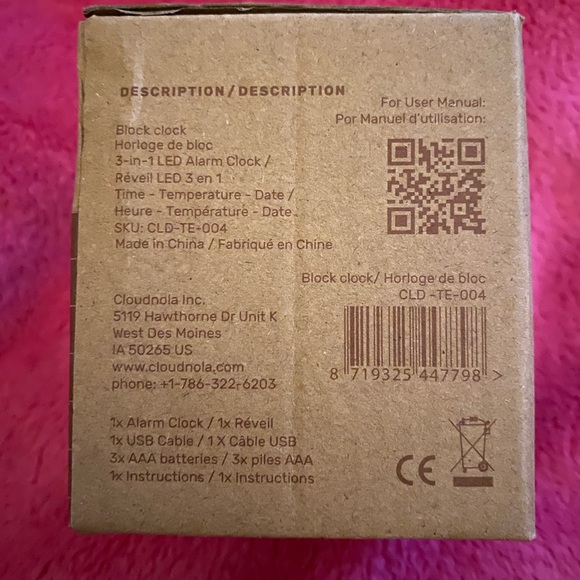 DESCRIPTION / DESCRIPTION
For User Manual:
Por Manuel d'utilisation:
Block clock
Horloge de bloc
3-in-1 LED Alarm Clock /
Réveil LED 3 en 1
Time - Temperature - Date /
Heure - Température - Date
SKU: CLD-TE-004
Made in China / Fabriqué en Chine
Block clock/ Horloge de bloc
CLD -TE-004
8 719325 447798 >
Cloudnola Inc.
5119 Hawthorne Dr Unit K
West Des Moines
IA 50265 US
www.cloudnola.com
phone: +1-786-322-6203
1x Alarm Clock / 1x Réveil
1x USB Cable / 1 X Câble USB
3x AAA batteries / 3x piles AAA
1x Instructions / 1x Instructions
CE